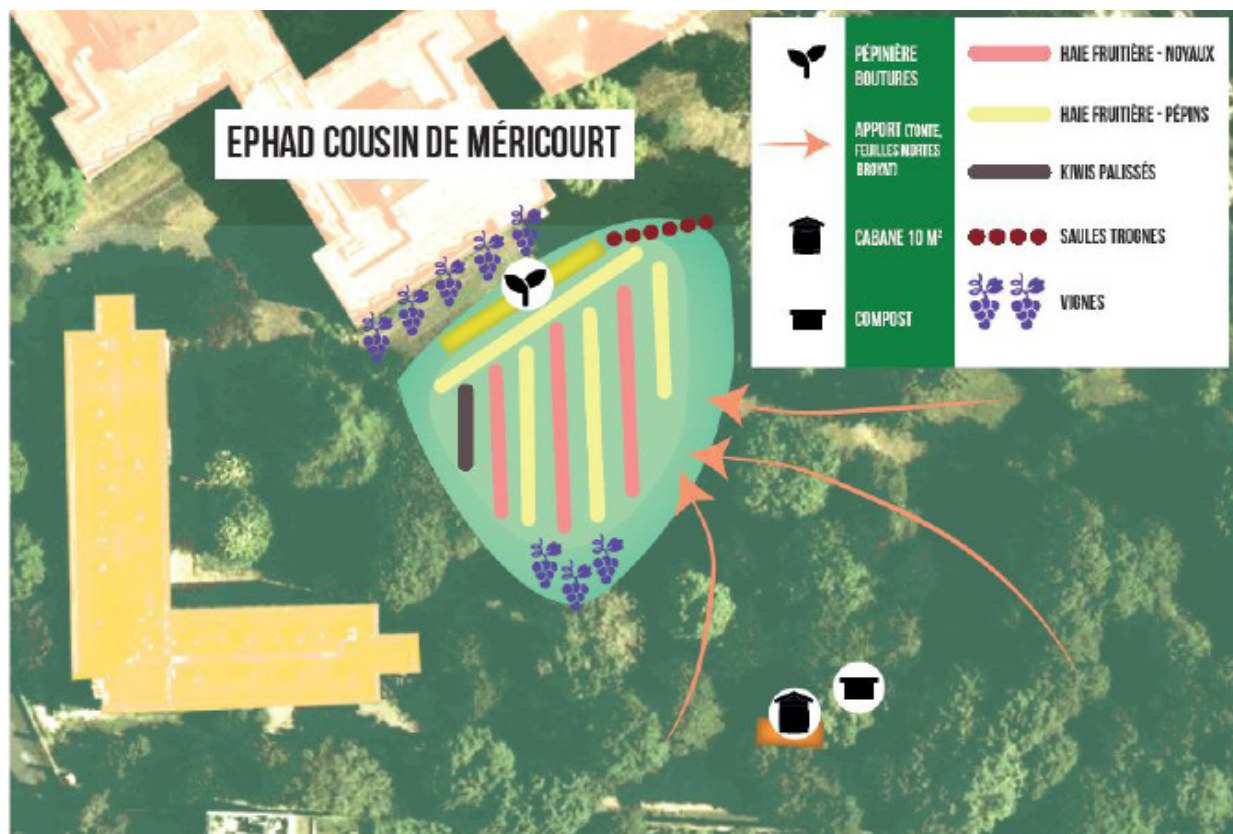 EPHAD COUSIN DE MÉRICOURT
PÉPINIÈRE
BOUTURES
APPORT (TONTE,
FEUILLES MORTES
BROYAT)
CABANE 10 M²
COMPOST
HAIE FRUITIÈRE - NOYAUX
HAIE FRUITIÈRE - PÉPINS
KIWIS PALISSÉS
SAULES TROGNES
VIGNES